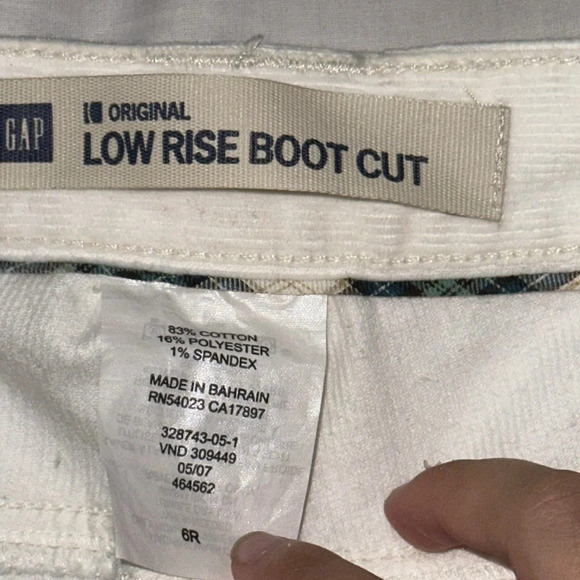 GAP
ORIGINAL
LOW RISE BOOT CUT
83% COTTON
16% POLYESTER
1% SPANDEX
MADE IN BAHRAIN
RN54023 CA17897
328743-05-1
VND 309449
05/07
464562
6R